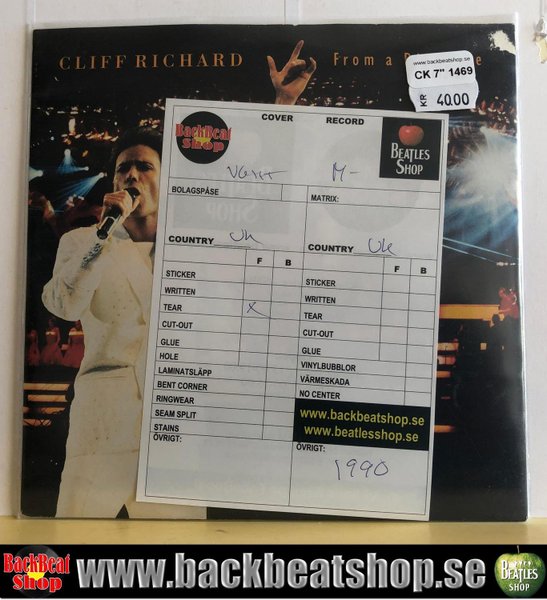 CLIFF RICHARD
From a
www.backbeatshop.se
CK 7" 1469
KR 40.00
BackBeat
Shop
COVER RECORD
BEATLES
SHOP
VG++ M-
BOLAGSPÅSE MATRIX:
COUNTRY Uk COUNTRY Uk
F B F B
STICKER STICKER
WRITTEN WRITTEN
TEAR X TEAR
CUT-OUT CUT-OUT
GLUE GLUE
HOLE VINYLBUBBLOR
LAMINATSLÄPP VÄRMESKADA
BENT CORNER NO CENTER
RINGWEAR
SEAM SPLIT
STAINS
www.backbeatshop.se
www.beatlesshop.se
ÖVRIGT: ÖVRIGT:
1990
BackBeat
Shop
www.backbeatshop.se
BEATLES
SHOP